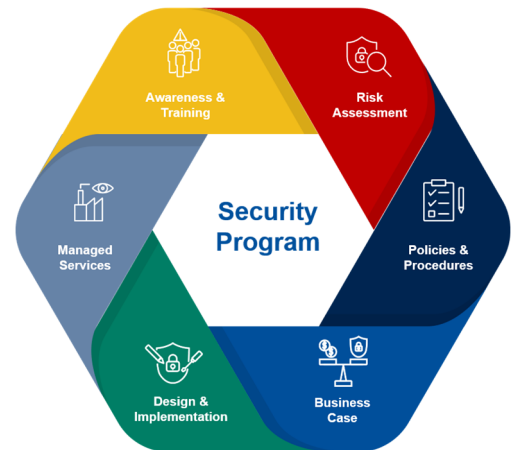 Awareness &
Training
Risk
Assessment
Managed
Services
Security
Program
Policies &
Procedures
Design &
Implementation
Business
Case